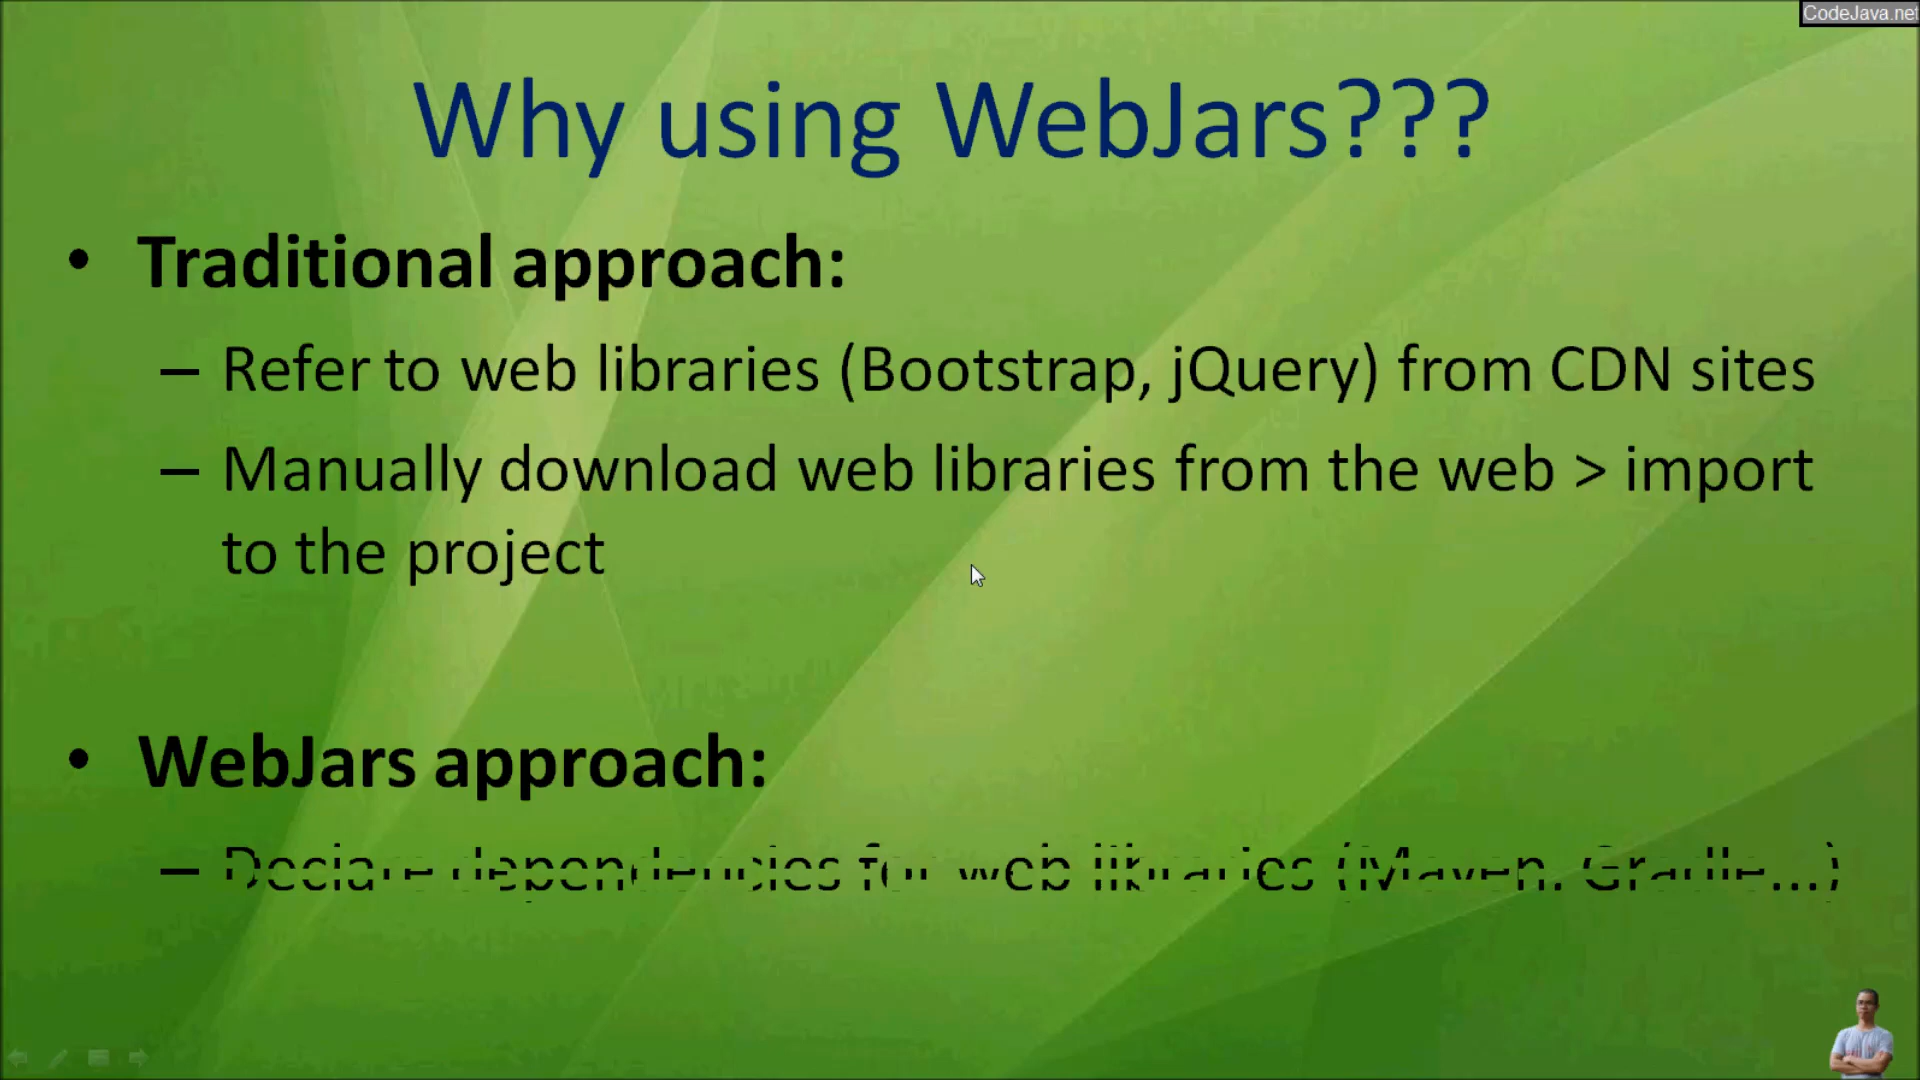 CodeJava.net
Why using WebJars???
• Traditional approach:
– Refer to web libraries (Bootstrap, jQuery) from CDN sites
– Manually download web libraries from the web > import
to the project
• WebJars approach:
– Declare dependencies for web libraries (Maven, Gradle...)